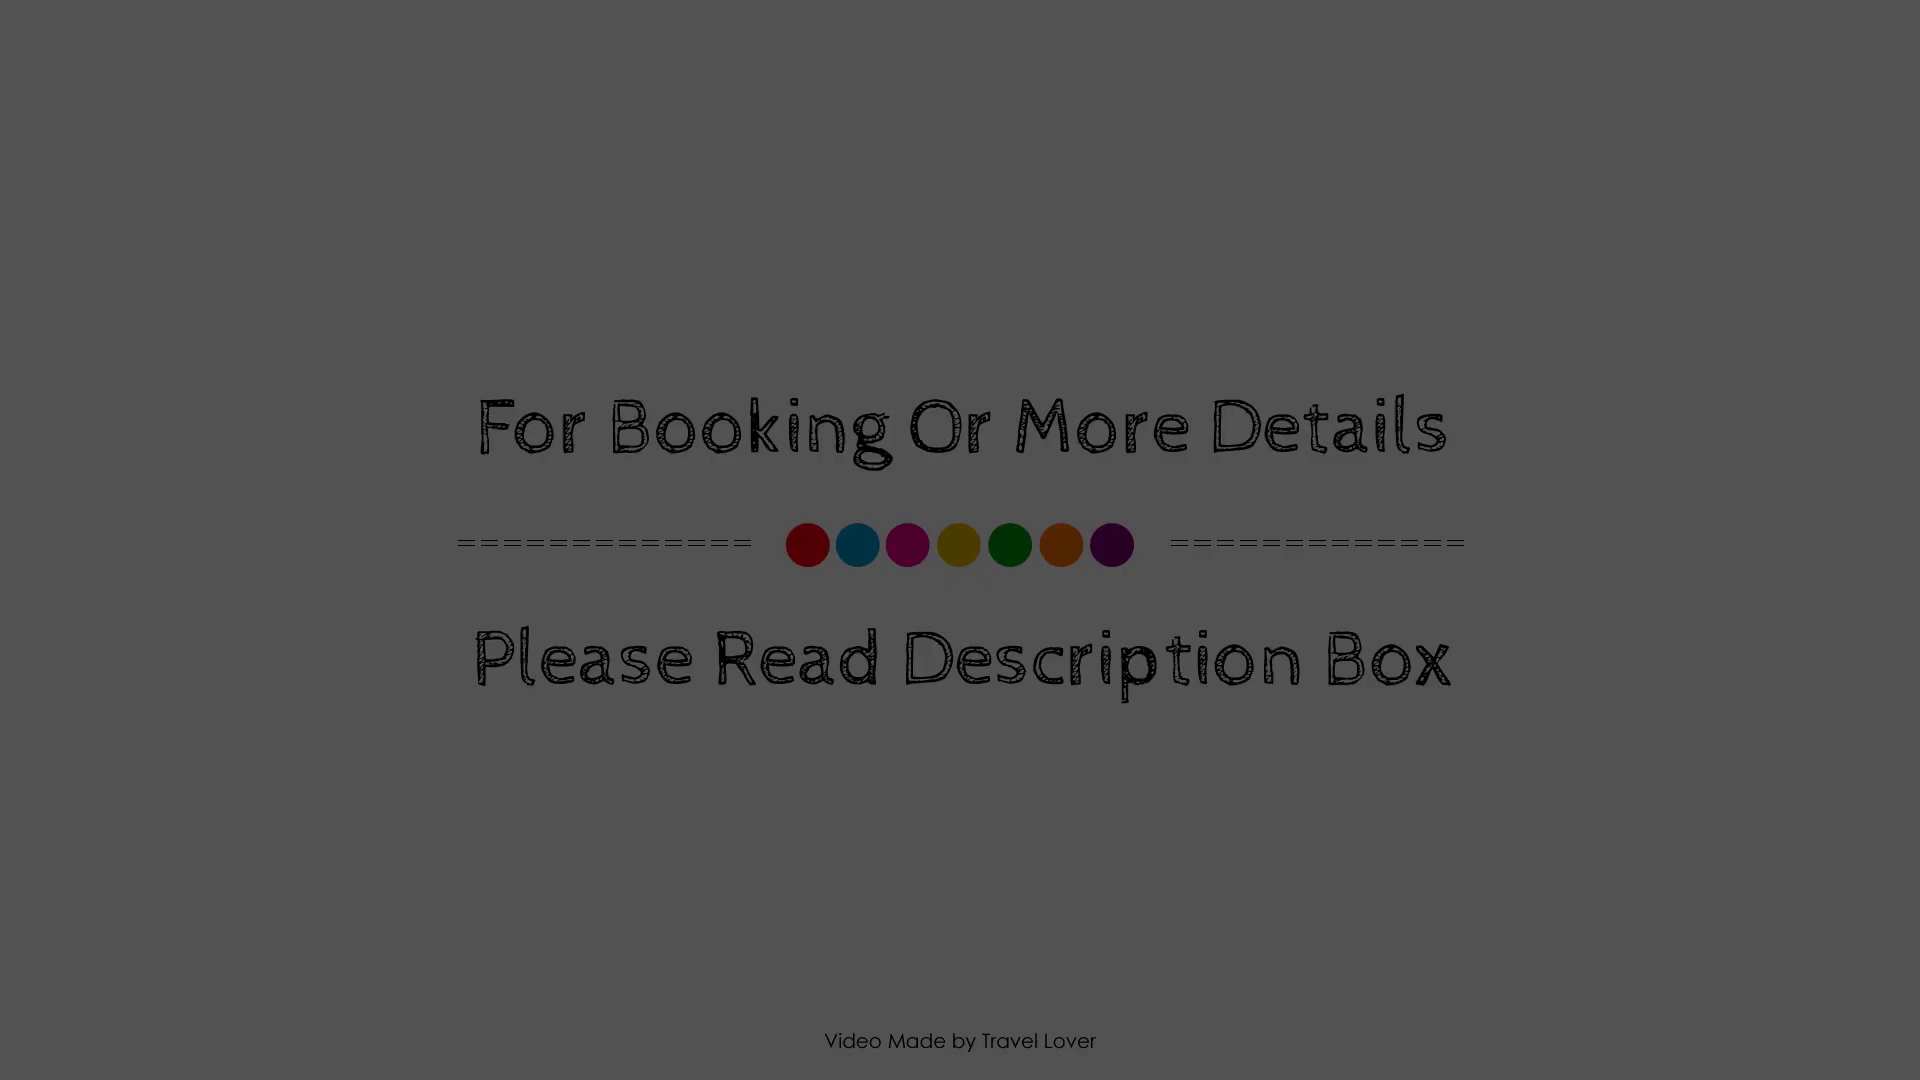 For Booking Or More Details
============= =============
Please Read Description Box
Video Made by Travel Lover